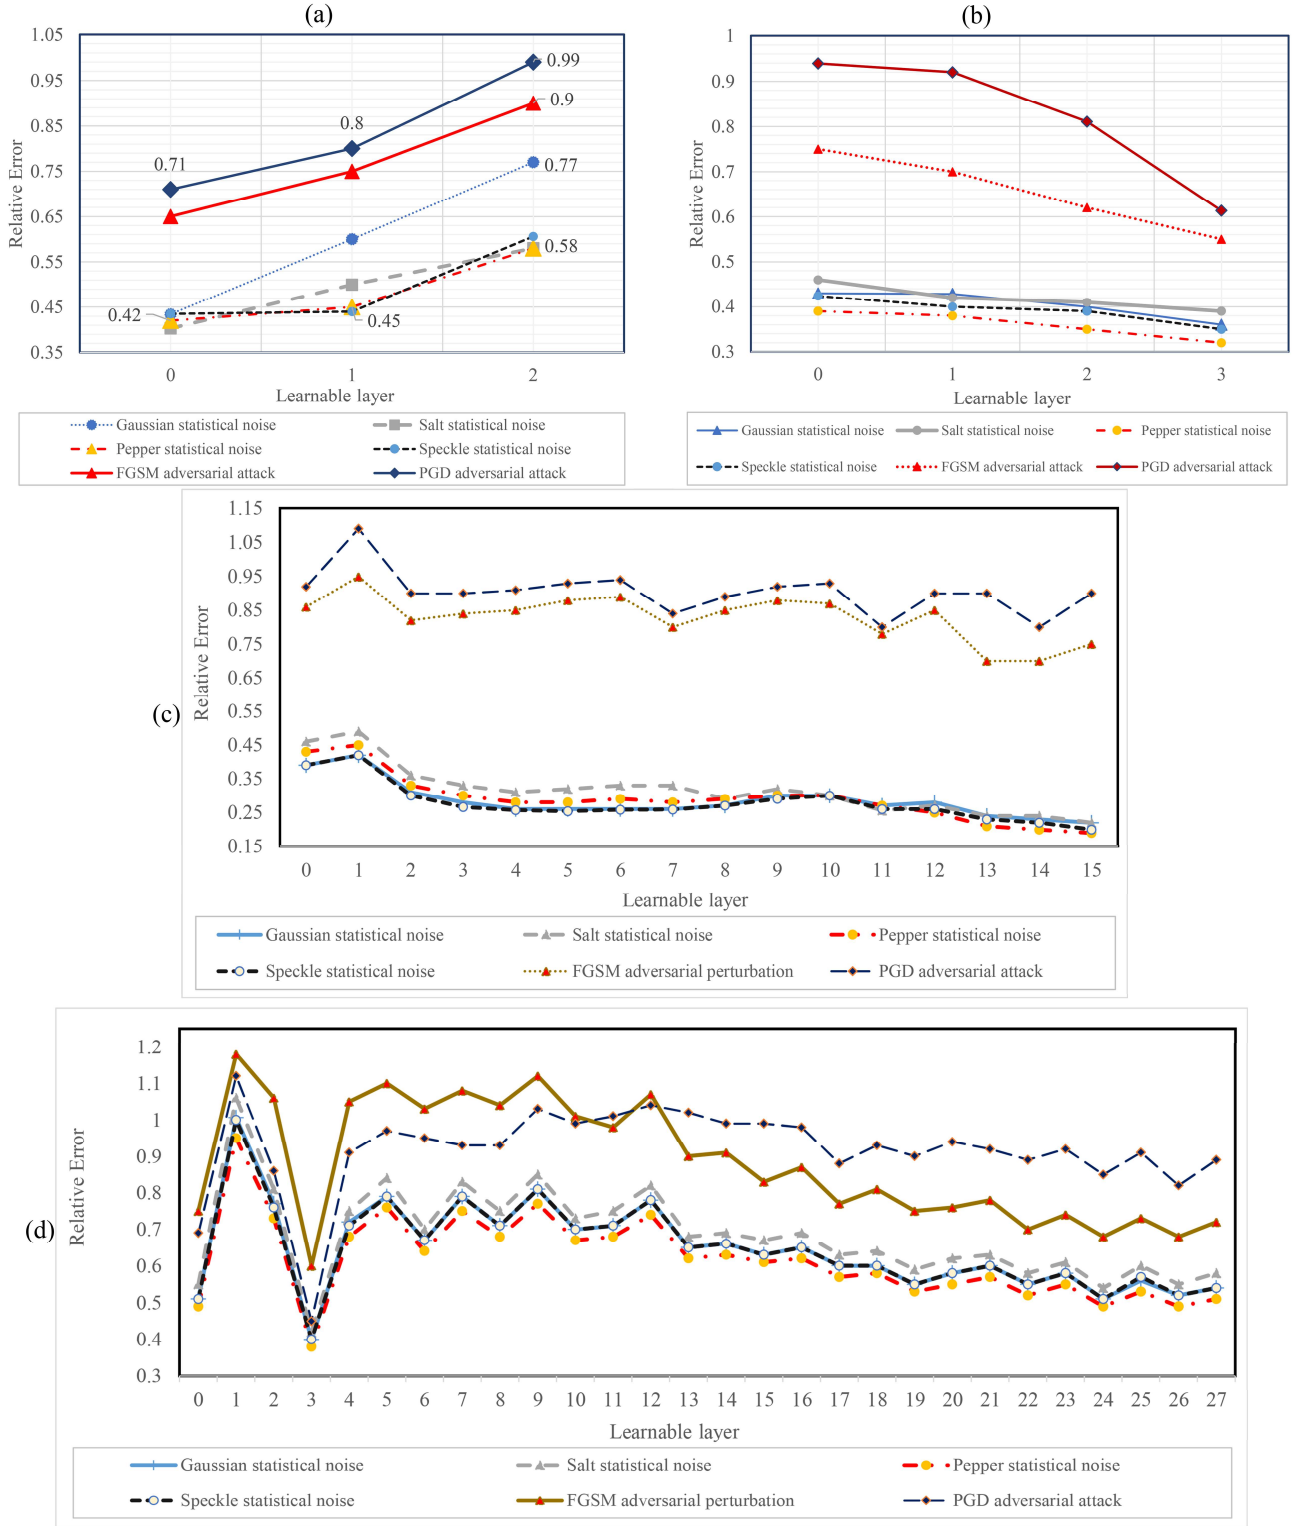 (a)
1.05
0.95
0.85
0.75
0.65
0.55
0.45
0.35
Relative Error
0.71
0.8
0.99
0.9
0.77
0.58
0.42
0.45
0 1 2
Learnable layer
Gaussian statistical noise Salt statistical noise
Pepper statistical noise Speckle statistical noise
FGSM adversarial attack PGD adversarial attack
(b)
1
0.9
0.8
0.7
0.6
0.5
0.4
0.3
Relative Error
0 1 2 3
Learnable layer
Gaussian statistical noise Salt statistical noise Pepper statistical noise
Speckle statistical noise FGSM adversarial attack PGD adversarial attack
(c)
1.15
1.05
0.95
0.85
0.75
0.65
0.55
0.45
0.35
0.25
0.15
Relative Error
0 1 2 3 4 5 6 7 8 9 10 11 12 13 14 15
Learnable layer
Gaussian statistical noise Salt statistical noise Pepper statistical noise
Speckle statistical noise FGSM adversarial perturbation PGD adversarial attack
(d)
1.2
1.1
1
0.9
0.8
0.7
0.6
0.5
0.4
0.3
Relative Error
0 1 2 3 4 5 6 7 8 9 10 11 12 13 14 15 16 17 18 19 20 21 22 23 24 25 26 27
Learnable layer
Gaussian statistical noise Salt statistical noise Pepper statistical noise
Speckle statistical noise FGSM adversarial perturbation PGD adversarial attack